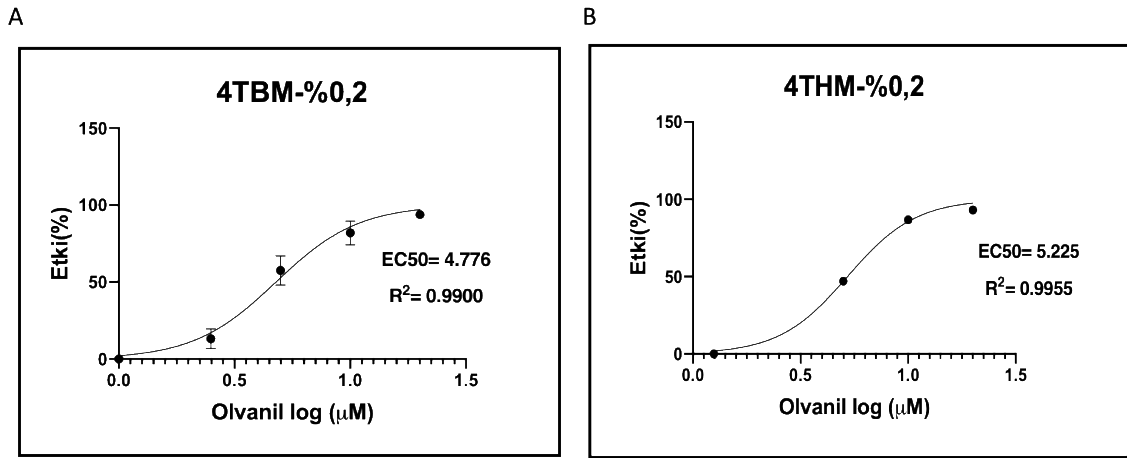 A
4TBM-%0,2
150
100
50
0
Etki(%)
EC50= 4.776
R²= 0.9900
0.0 0.5 1.0 1.5
Olvanil log (μM)
B
4THM-%0,2
150
100
50
0
Etki(%)
EC50= 5.225
R²= 0.9955
0.0 0.5 1.0 1.5
Olvanil log (μM)